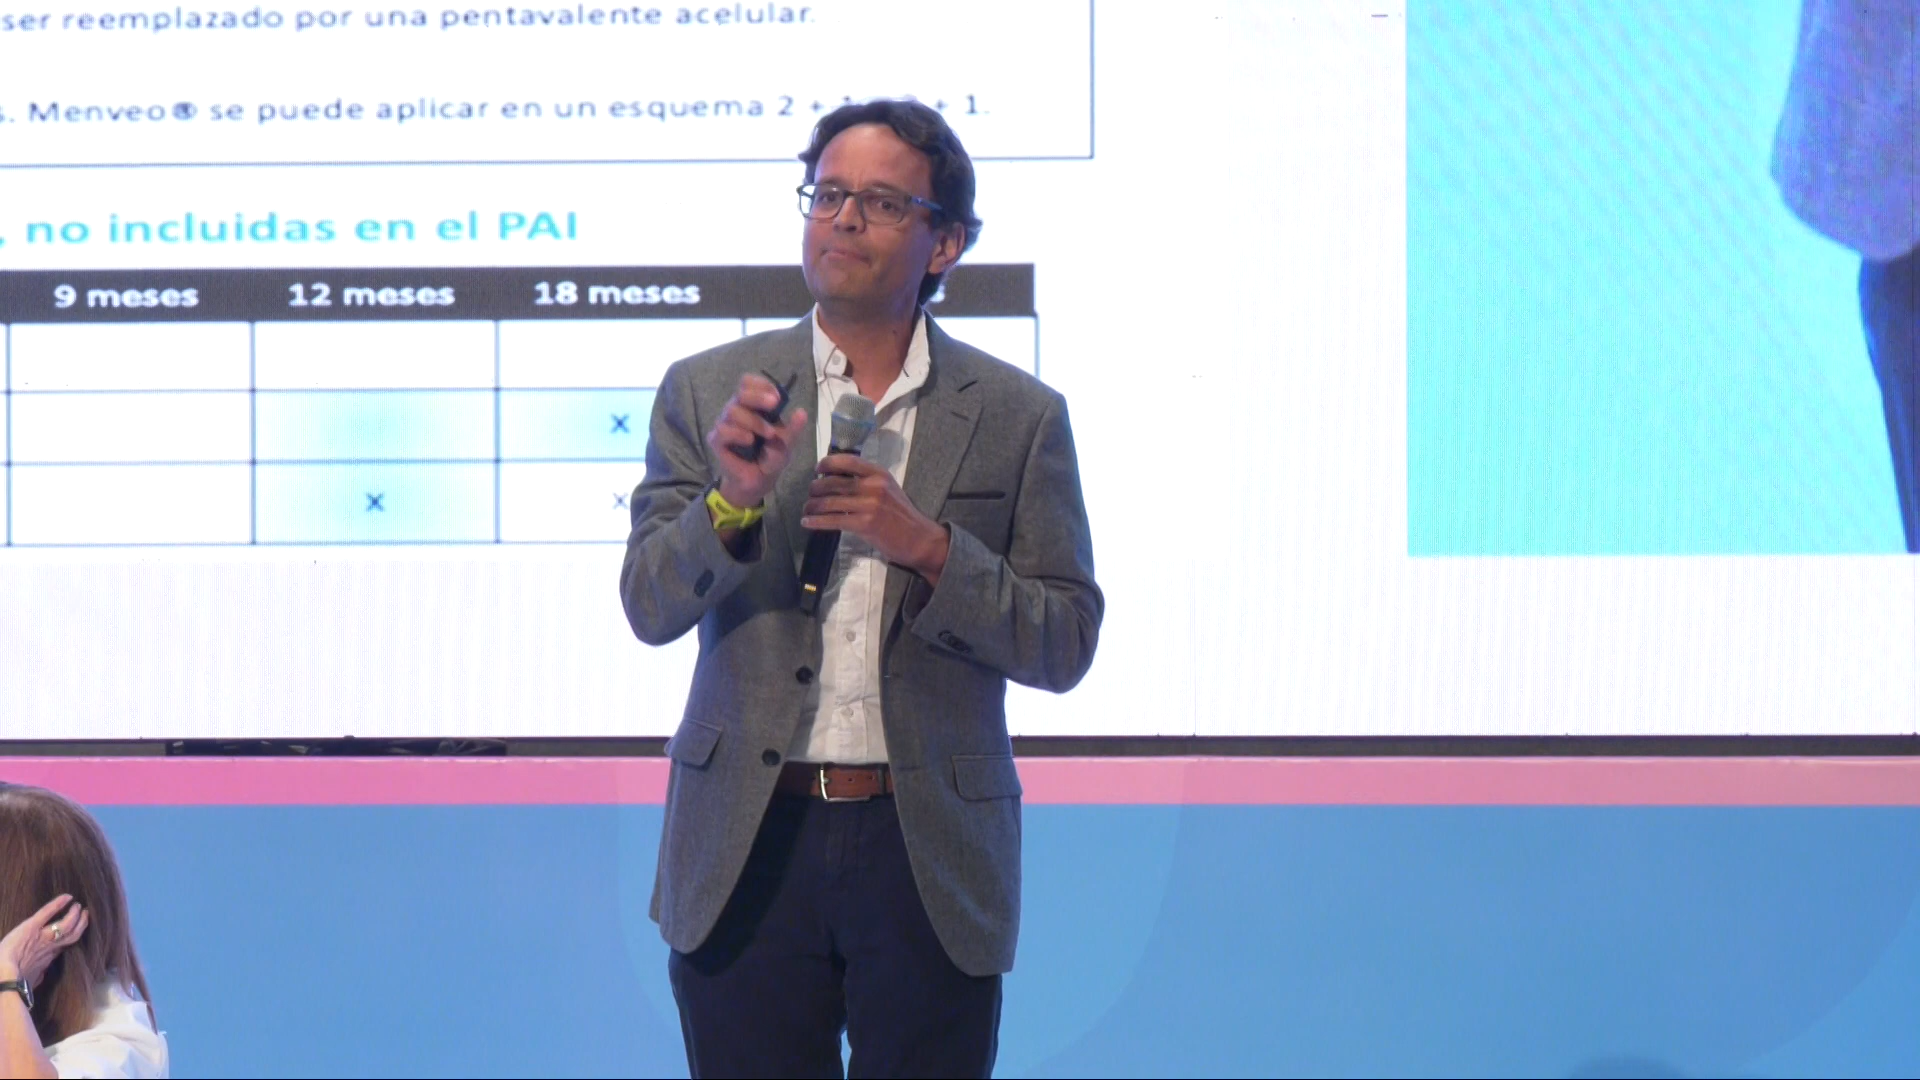 ser reemplazado por una pentavalente acelular.
s. Menveo® se puede aplicar en un esquema 2 + 1 + 1.
, no incluidas en el PAI
9 meses 12 meses 18 meses s
x
x x